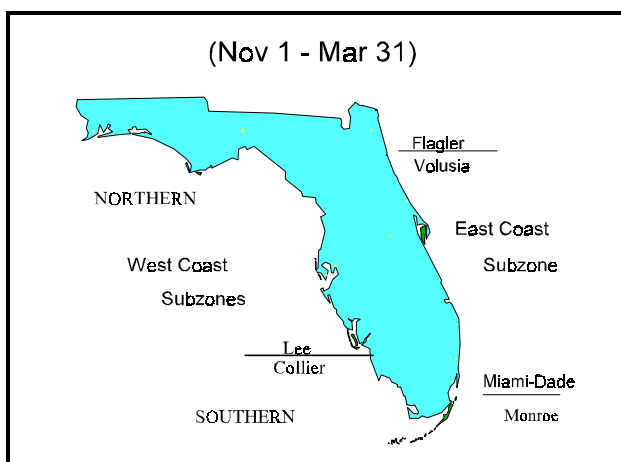 (Nov 1 - Mar 31)
Flagler
Volusia
NORTHERN
East Coast
Subzone
West Coast
Subzones
Lee
Collier
Miami-Dade
Monroe
SOUTHERN